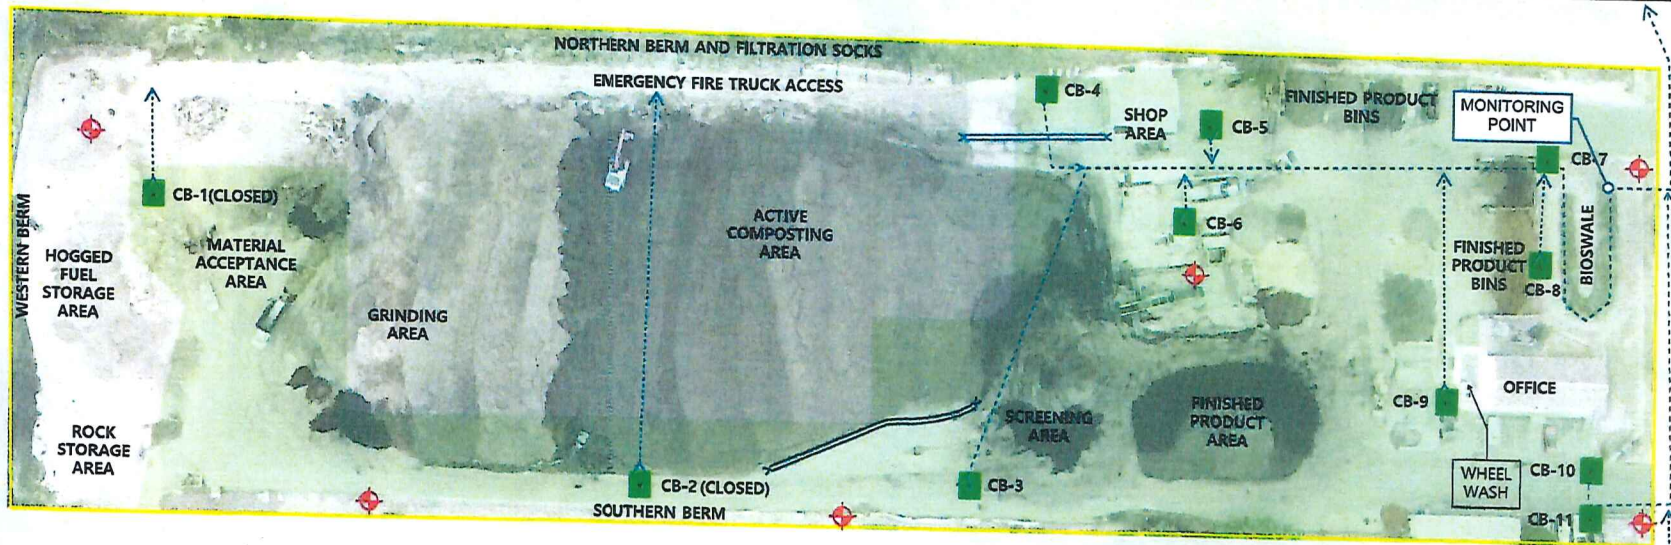 NORTHERN BERM AND FILTRATION SOCKS
EMERGENCY FIRE TRUCK ACCESS
CB-4
SHOP
AREA
CB-5
FINISHED PRODUCT
BINS
MONITORING
POINT
CB-7
CB-1(CLOSED)
WESTERN BERM
HOGGED
FUEL
STORAGE
AREA
MATERIAL
ACCEPTANCE
AREA
GRINDING
AREA
ACTIVE
COMPOSTING
AREA
CB-6
FINISHED
PRODUCT
BINS
CB-8
BIOSWALE
ROCK
STORAGE
AREA
SCREENING
AREA
FINISHED
PRODUCT
AREA
CB-9
OFFICE
WHEEL
WASH
CB-10
CB-11
CB-2 (CLOSED)
CB-3
SOUTHERN BERM